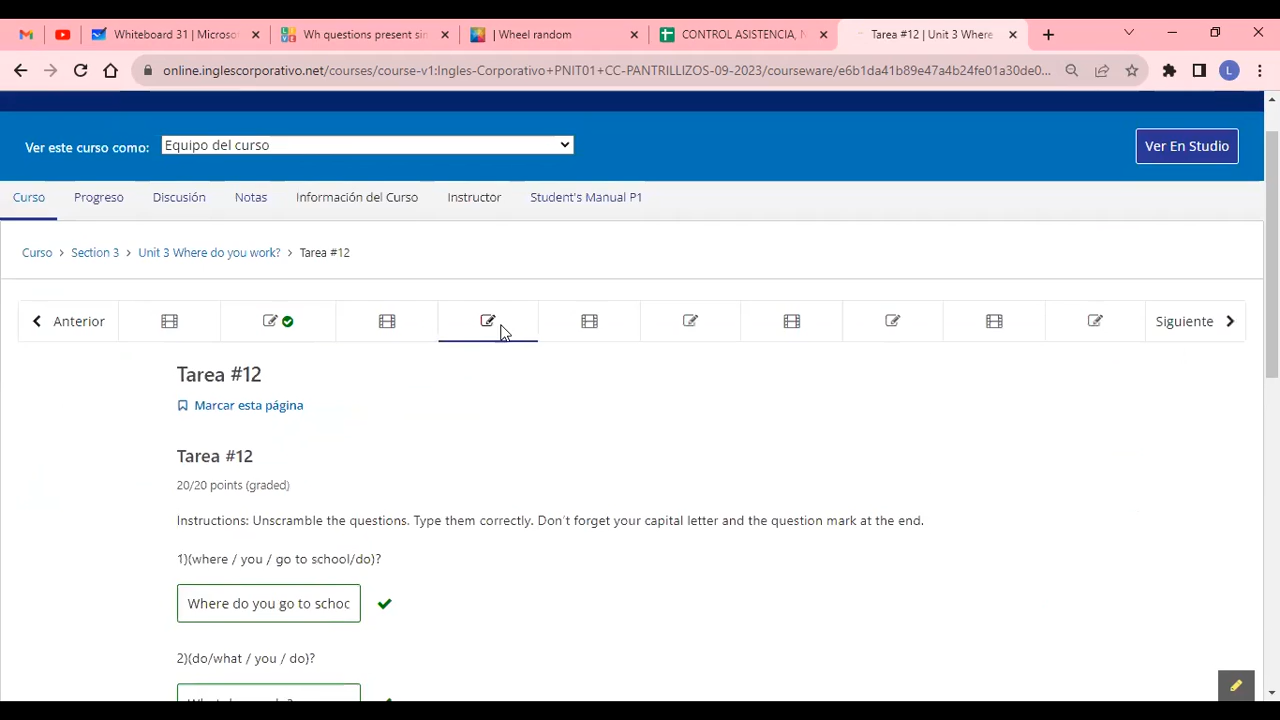 Whiteboard 31 | Microso
Wh questions present sin
| Wheel random
CONTROL ASISTENCIA, N
Tarea #12 | Unit 3 Where
online.inglescorporativo.net/courses/course-v1:Ingles-Corporativo+PNIT01+CC-PANTRILLIZOS-09-2023/courseware/e6b1da41b89e47a4b24fe01a30de0...
L
Ver este curso como:
Equipo del curso
Ver En Studio
Curso
Progreso
Discusión
Notas
Información del Curso
Instructor
Student's Manual P1
Curso > Section 3 > Unit 3 Where do you work? > Tarea #12
Anterior
Siguiente
Tarea #12
Marcar esta página
Tarea #12
20/20 points (graded)
Instructions: Unscramble the questions. Type them correctly. Don't forget your capital letter and the question mark at the end.
1)(where / you / go to school/do)?
Where do you go to schoc
2)(do/what / you / do)?